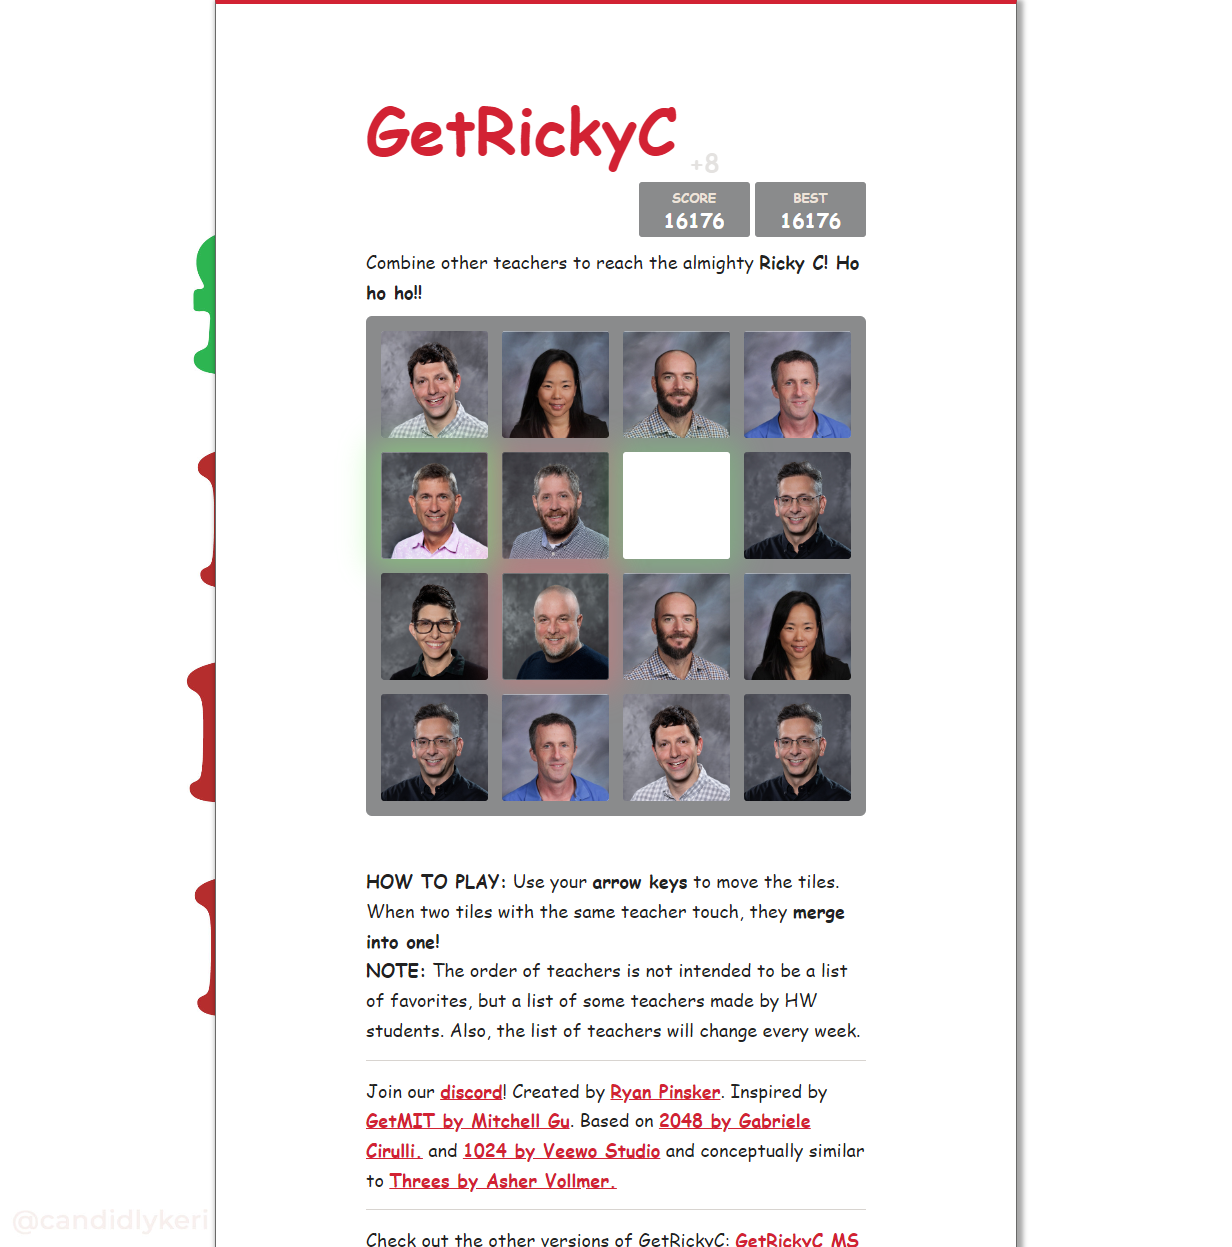 GetRickyC
+8
SCORE BEST
16176 16176
Combine other teachers to reach the almighty Ricky C! Ho
ho ho!!
HOW TO PLAY: Use your arrow keys to move the tiles.
When two tiles with the same teacher touch, they merge
into one!
NOTE: The order of teachers is not intended to be a list
of favorites, but a list of some teachers made by HW
students. Also, the list of teachers will change every week.
Join our discord! Created by Ryan Pinsker. Inspired by
GetMIT by Mitchell Gu. Based on 2048 by Gabriele
Cirulli. and 1024 by Veewo Studio and conceptually similar
to Threes by Asher Vollmer.
@candidlykeri
Check out the other versions of GetRickyC: GetRickyC MS